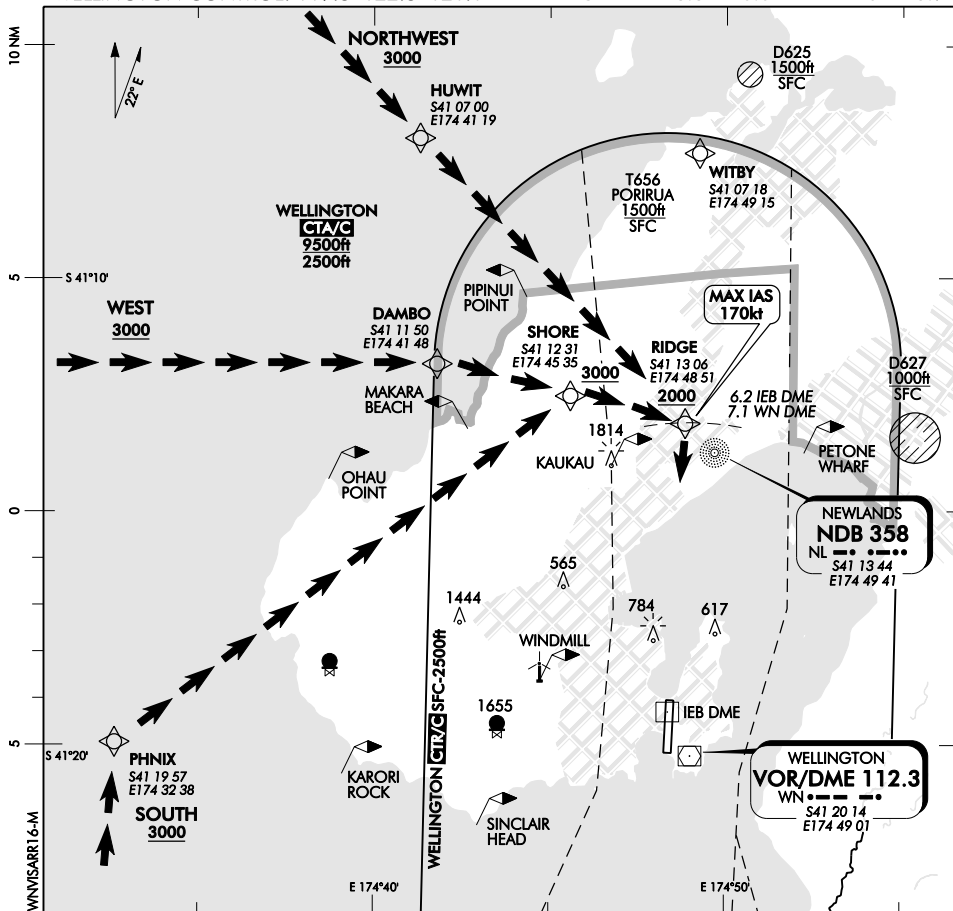 10 NM
22° E
NORTHWEST
3000
HUWIT
S41 07 00
E174 41 19
D625
1500ft
SFC
WITBY
S41 07 18
E174 49 15
T656
PORIRUA
1500ft
SFC
WELLINGTON
CTA/C
9500ft
2500ft
5
S 41°10'
PIPINUI
POINT
MAX IAS
170kt
WEST
3000
DAMBO
S41 11 50
E174 41 48
SHORE
S41 12 31
E174 45 35
3000
RIDGE
S41 13 06
E174 48 51
2000
6.2 IEB DME
7.1 WN DME
D627
1000ft
SFC
MAKARA
BEACH
1814
KAUKAU
PETONE
WHARF
OHAU
POINT
0
NEWLANDS
NDB 358
NL
S41 13 44
E174 49 41
565
1444
784
617
WINDMILL
WELLINGTON CTR/C SFC-2500ft
1655
IEB DME
5
S 41°20'
PHNIX
S41 19 57
E174 32 38
SOUTH
3000
KARORI
ROCK
SINCLAIR
HEAD
WELLINGTON
VOR/DME 112.3
WN
S41 20 14
E174 49 01
WNVISARR16-M
E 174°40'
E 174°50'